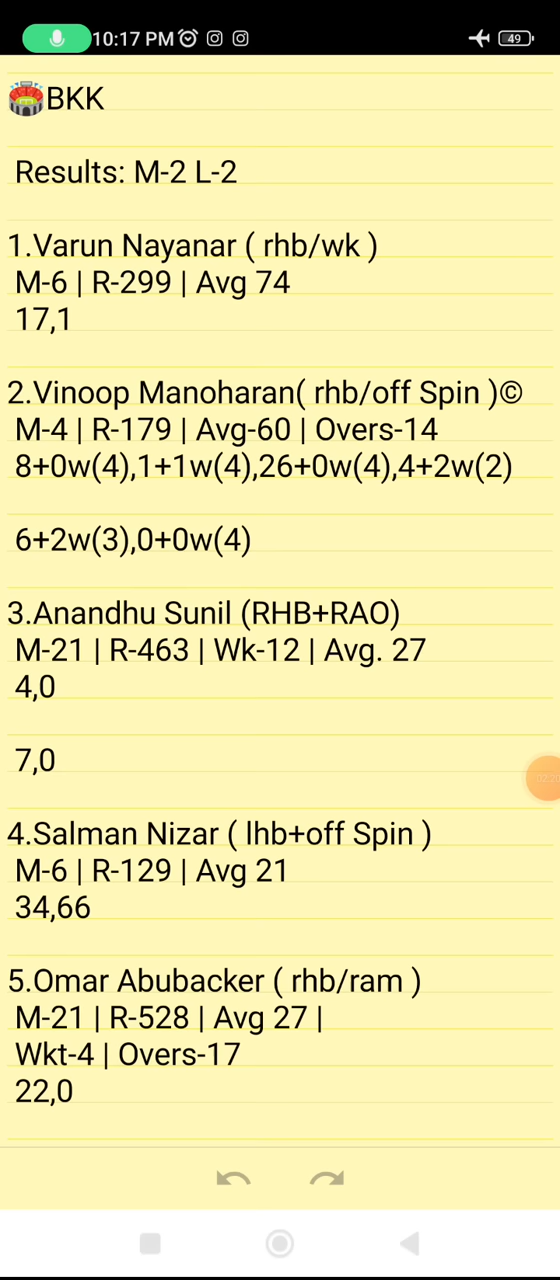 10:17 PM 49
🏟BKK
Results: M-2 L-2
1.Varun Nayanar ( rhb/wk )
M-6 | R-299 | Avg 74
17,1
2.Vinoop Manoharan( rhb/off Spin )©
M-4 | R-179 | Avg-60 | Overs-14
8+0w(4),1+1w(4),26+0w(4),4+2w(2)
6+2w(3),0+0w(4)
3.Anandhu Sunil (RHB+RAO)
M-21 | R-463 | Wk-12 | Avg. 27
4,0
7,0
4.Salman Nizar ( lhb+off Spin )
M-6 | R-129 | Avg 21
34,66
5.Omar Abubacker ( rhb/ram )
M-21 | R-528 | Avg 27 |
Wkt-4 | Overs-17
22,0